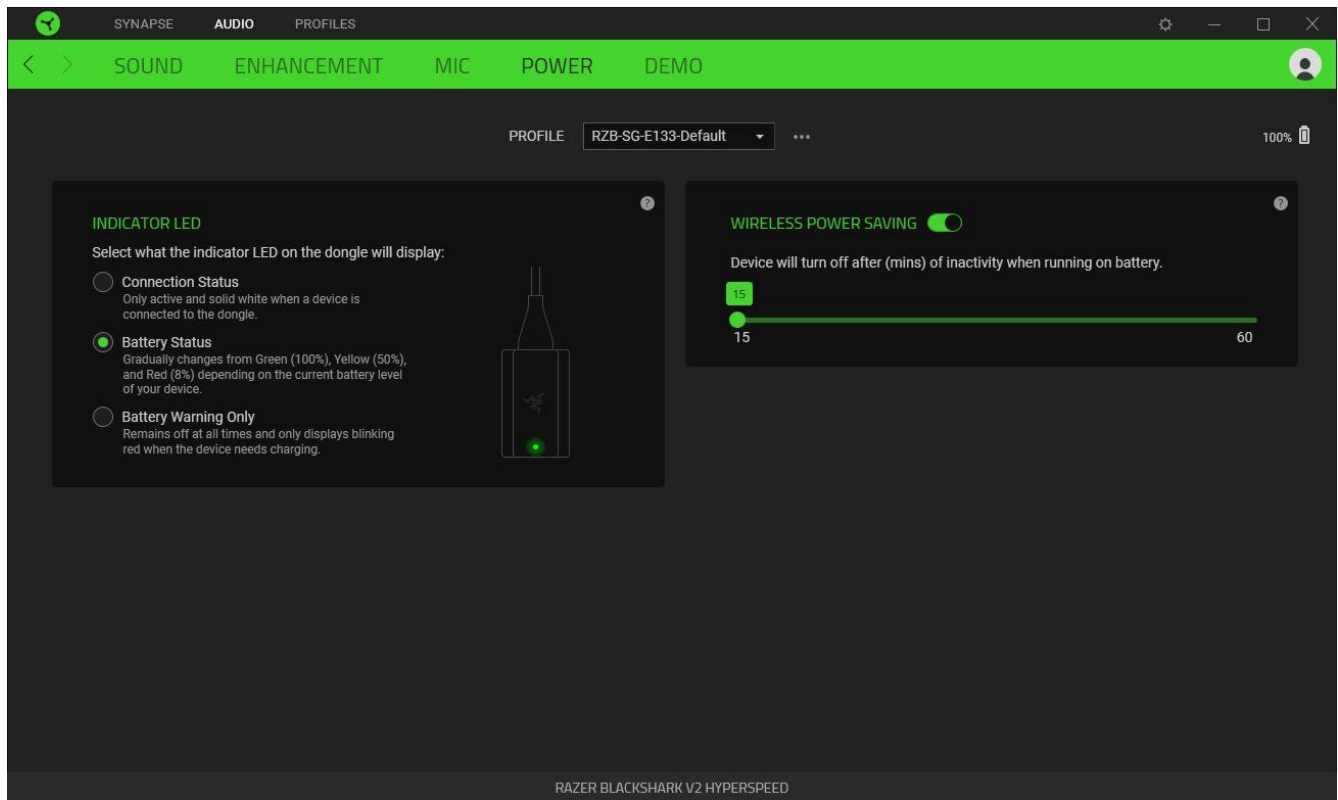 SYNAPSE AUDIO PROFILES
SOUND ENHANCEMENT MIC POWER DEMO
PROFILE RZB-SG-E133-Default
100%
INDICATOR LED
Select what the indicator LED on the dongle will display:
Connection Status
Only active and solid white when a device is
connected to the dongle.
Battery Status
Gradually changes from Green (100%), Yellow (50%),
and Red (8%) depending on the current battery level
of your device.
Battery Warning Only
Remains off at all times and only displays blinking
red when the device needs charging.
?
WIRELESS POWER SAVING
Device will turn off after (mins) of inactivity when running on battery.
15
15 60
?
RAZER BLACKSHARK V2 HYPERSPEED